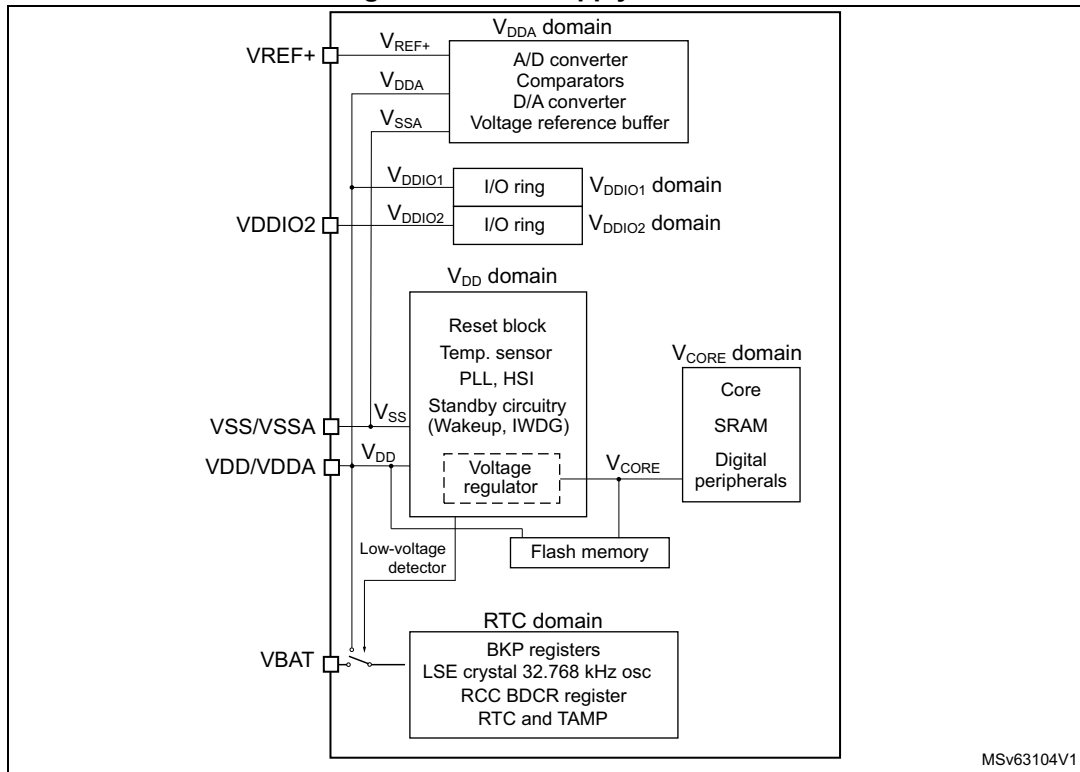 VDDA domain
VREF+
VREF+
A/D converter
Comparators
D/A converter
Voltage reference buffer
VDDA
VSSA
VDDIO1
I/O ring
VDDIO1 domain
VDDIO2
VDDIO2
I/O ring
VDDIO2 domain
VDD domain
Reset block
Temp. sensor
PLL, HSI
Standby circuitry
(Wakeup, IWDG)
Voltage
regulator
VCORE domain
Core
SRAM
Digital
peripherals
VSS/VSSA
VSS
VDD/VDDA
VDD
VCORE
Flash memory
Low-voltage
detector
RTC domain
VBAT
BKP registers
LSE crystal 32.768 kHz osc
RCC BDCR register
RTC and TAMP
MSv63104V1